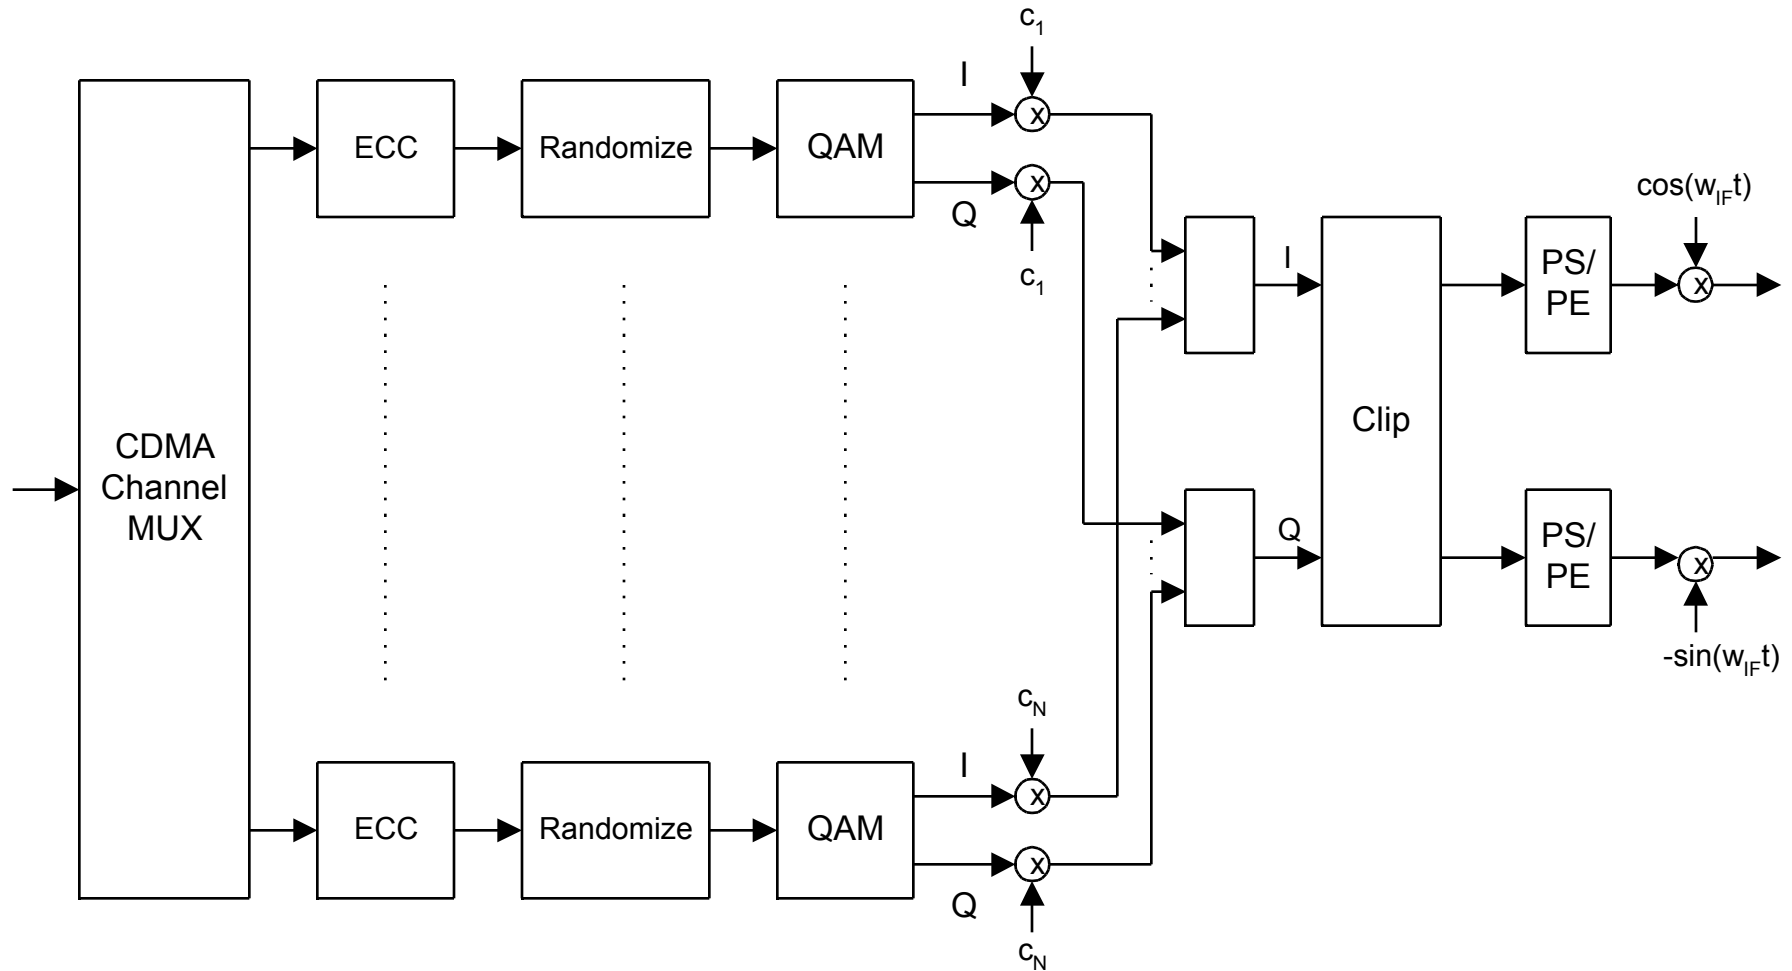 c1
I
x
ECC
Randomize
QAM
x
Q
c1
cos(wIFt)
I
PS/
PE
x
Clip
CDMA
Channel
MUX
Q
PS/
PE
x
-sin(wIFt)
cN
I
x
ECC
Randomize
QAM
x
Q
cN